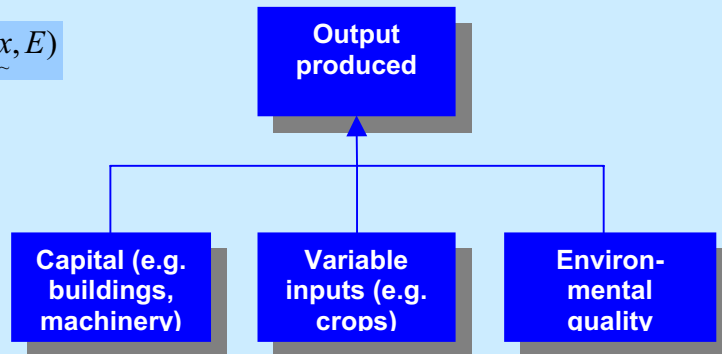 x, E)
~
Output
produced
Capital (e.g.
buildings,
machinery)
Variable
inputs (e.g.
crops)
Environ-
mental
quality